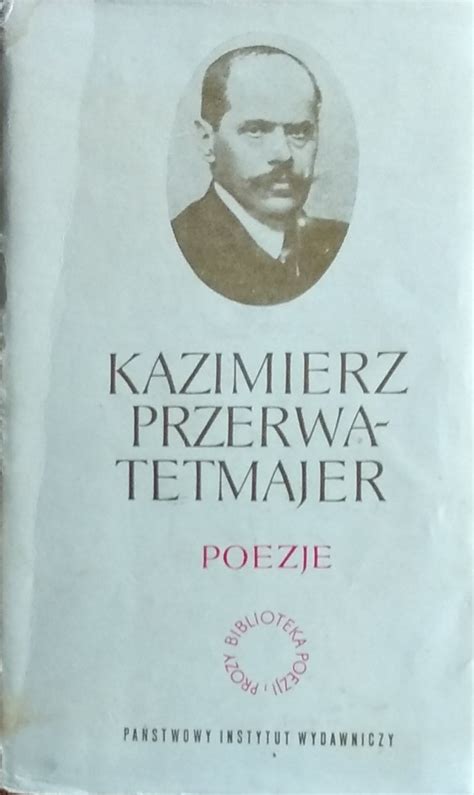 KAZIMIERZ
PRZERWA-
TETMAJER
POEZJE
BIBLIOTEKA POEZJI i PROZY
PAŃSTWOWY INSTYTUT WYDAWNICZY